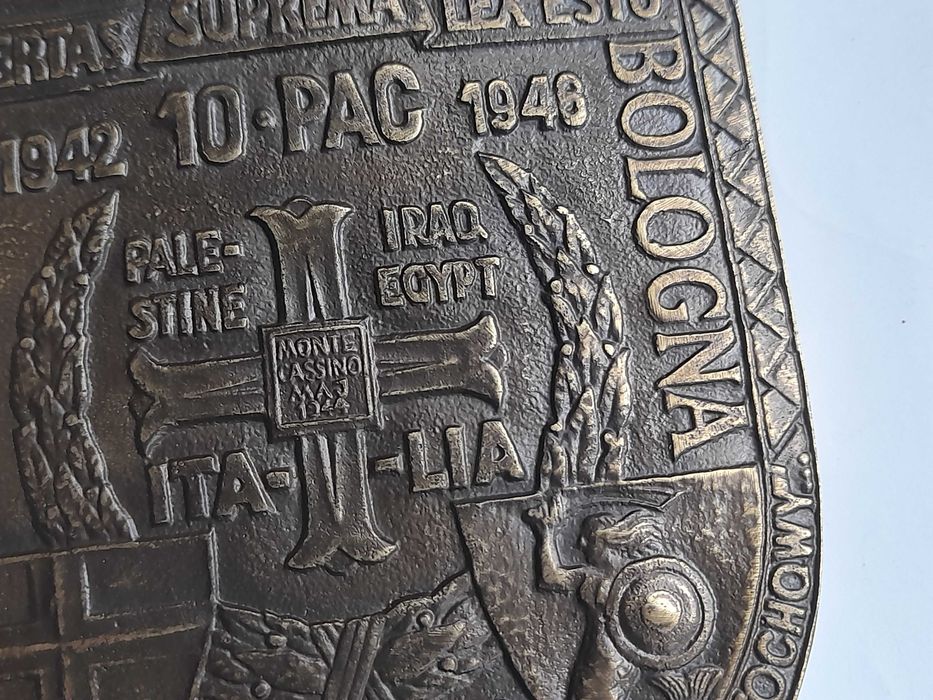 ERTAS SUPREMA LEX ESTO
1942 10·PAC 1948
PALE-
STINE
IRAQ
EGYPT
MONTE
CASSINO
MAJ
1944
ITA- -LIA
BOLOGNA
OCHOWY...